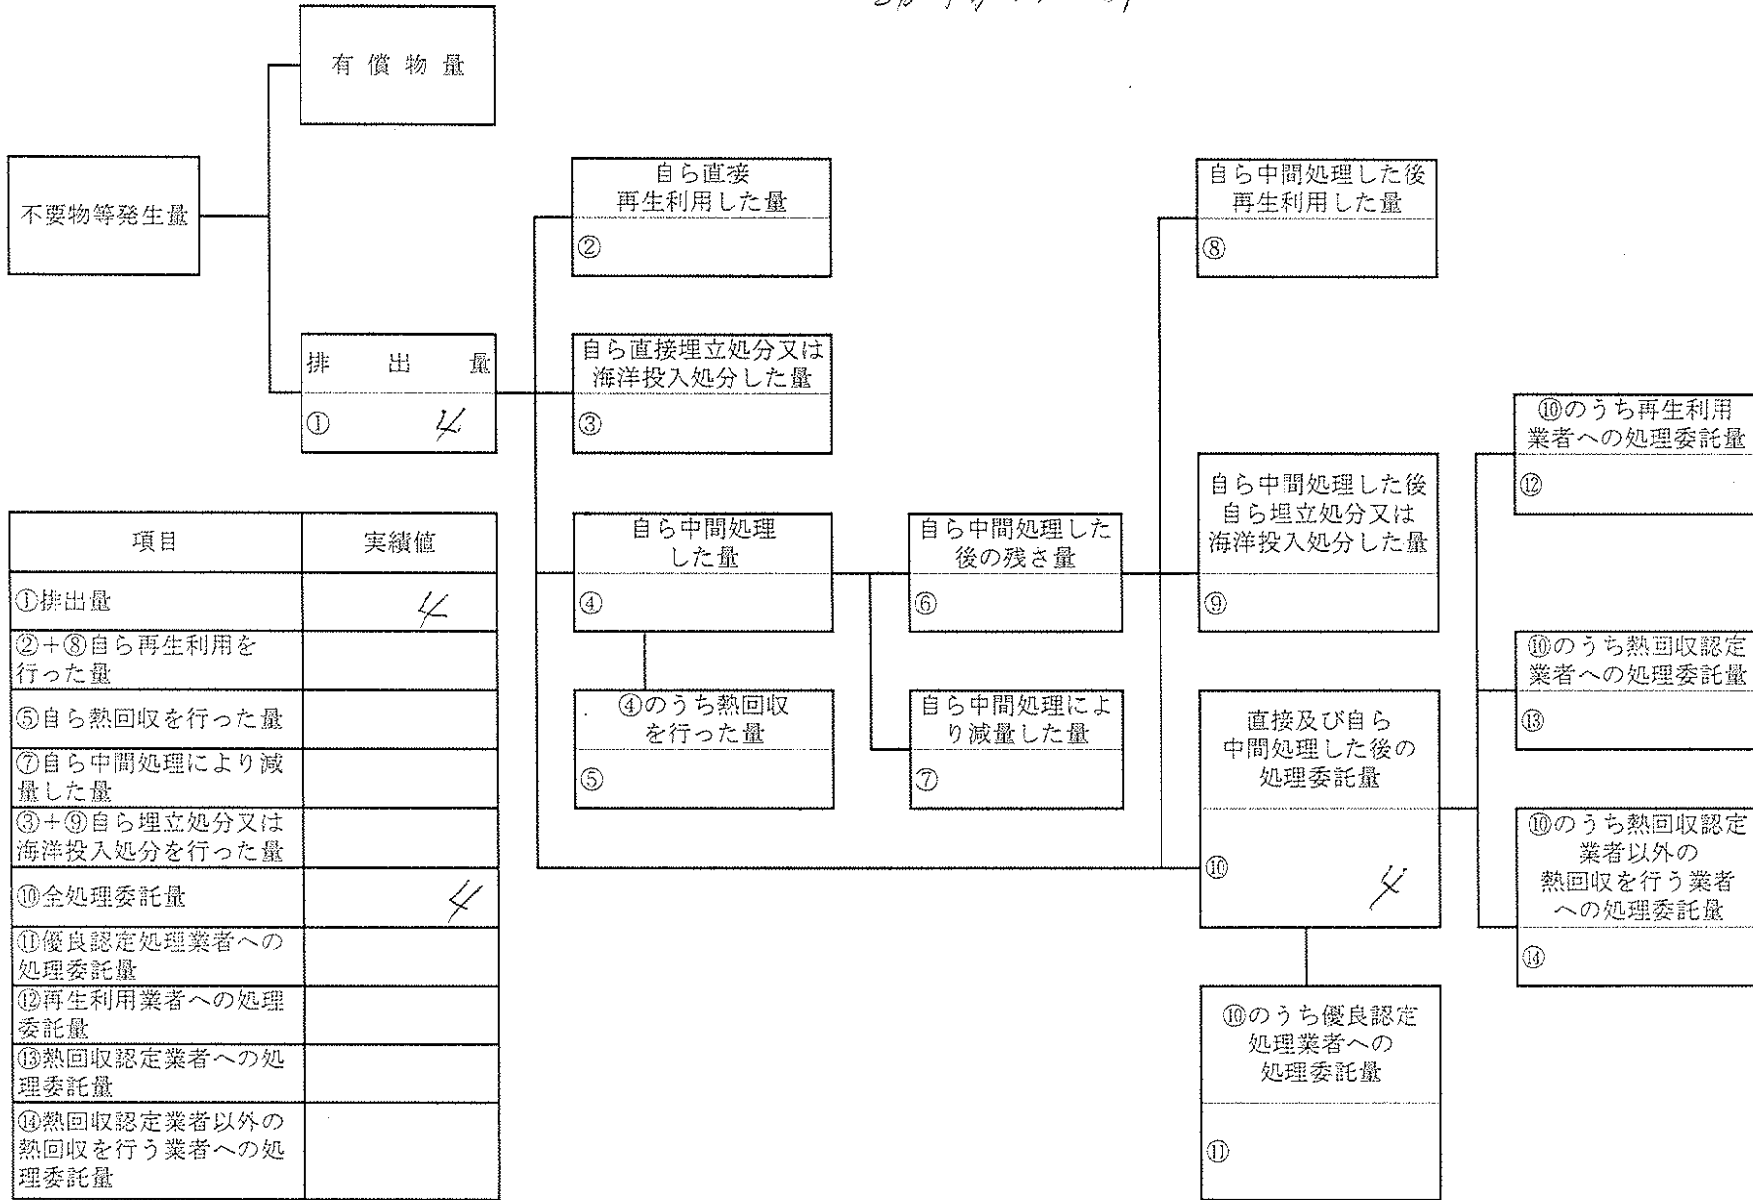 有償物量
不要物等発生量
排出量
① 4
自ら直接
再生利用した量
②
自ら直接埋立処分又は
海洋投入処分した量
③
自ら中間処理
した量
④
④のうち熱回収
を行った量
⑤
自ら中間処理した
後の残さ量
⑥
自ら中間処理によ
り減量した量
⑦
自ら中間処理した後
再生利用した量
⑧
自ら中間処理した後
自ら埋立処分又は
海洋投入処分した量
⑨
直接及び自ら
中間処理した後の
処理委託量
⑩ 4
⑩のうち優良認定
処理業者への
処理委託量
⑪
⑩のうち再生利用
業者への処理委託量
⑫
⑩のうち熱回収認定
業者への処理委託量
⑬
⑩のうち熱回収認定
業者以外の
熱回収を行う業者
への処理委託量
⑭
項目 実績値
①排出量 4
②+⑧自ら再生利用を
行った量
⑤自ら熱回収を行った量
⑦自ら中間処理により減
量した量
③+⑨自ら埋立処分又は
海洋投入処分を行った量
⑩全処理委託量 4
⑪優良認定処理業者への
処理委託量
⑫再生利用業者への処理
委託量
⑬熱回収認定業者への処
理委託量
⑭熱回収認定業者以外の
熱回収を行う業者への処
理委託量